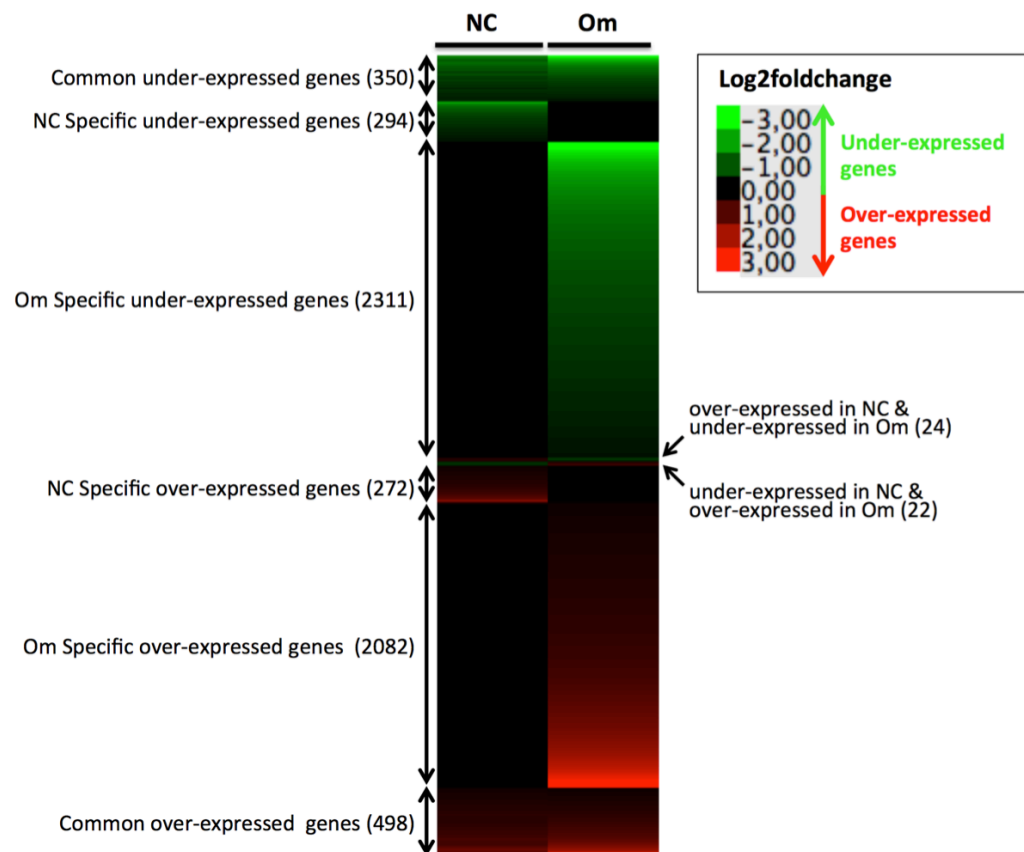 NC
Om
Common under-expressed genes (350)
NC Specific under-expressed genes (294)
Om Specific under-expressed genes (2311)
NC Specific over-expressed genes (272)
Om Specific over-expressed genes (2082)
Common over-expressed genes (498)
Log2foldchange
-3,00
-2,00
-1,00
0,00
1,00
2,00
3,00
Under-expressed
genes
Over-expressed
genes
over-expressed in NC &
under-expressed in Om (24)
under-expressed in NC &
over-expressed in Om (22)